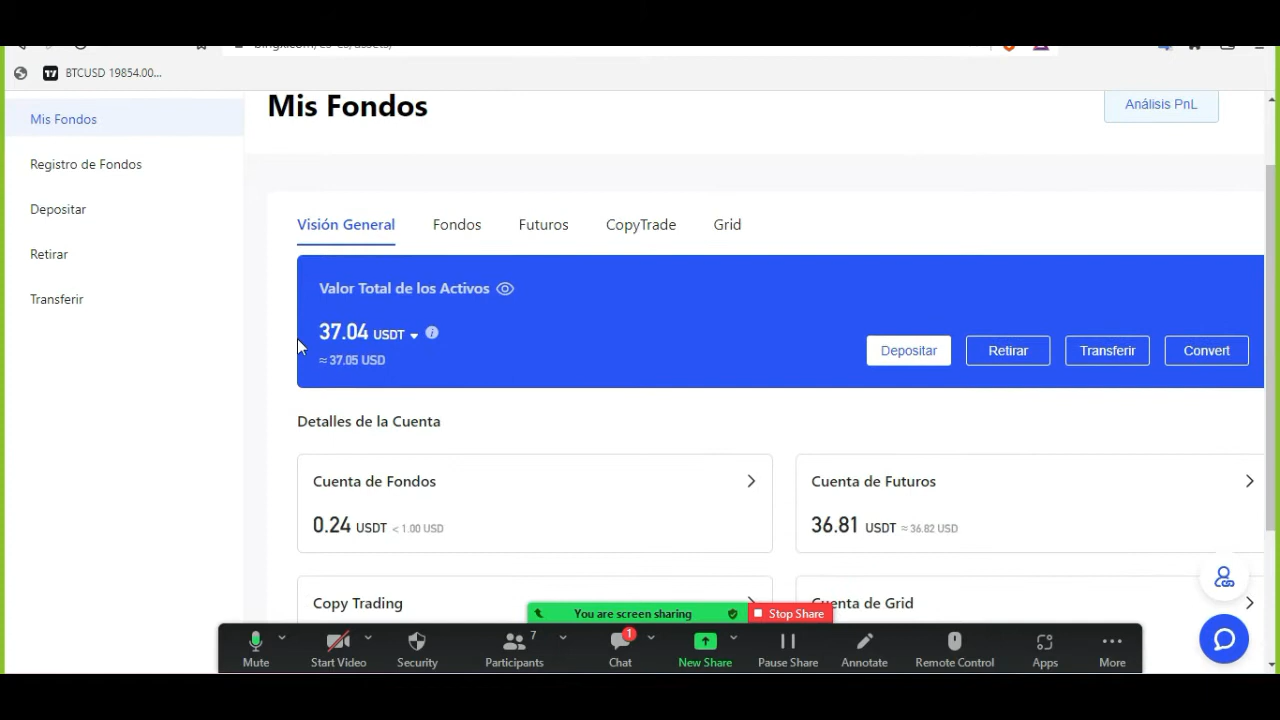 BTCUSD 19854.00...
Mis Fondos
Análisis PnL
Mis Fondos
Registro de Fondos
Depositar
Retirar
Transferir
Visión General Fondos Futuros CopyTrade Grid
Valor Total de los Activos
37.04 USDT
≈ 37.05 USD
Depositar Retirar Transferir Convert
Detalles de la Cuenta
Cuenta de Fondos
0.24 USDT < 1.00 USD
Cuenta de Futuros
36.81 USDT ≈ 36.82 USD
Copy Trading
Cuenta de Grid
You are screen sharing Stop Share
7 1
Mute Start Video Security Participants Chat New Share Pause Share Annotate Remote Control Apps More